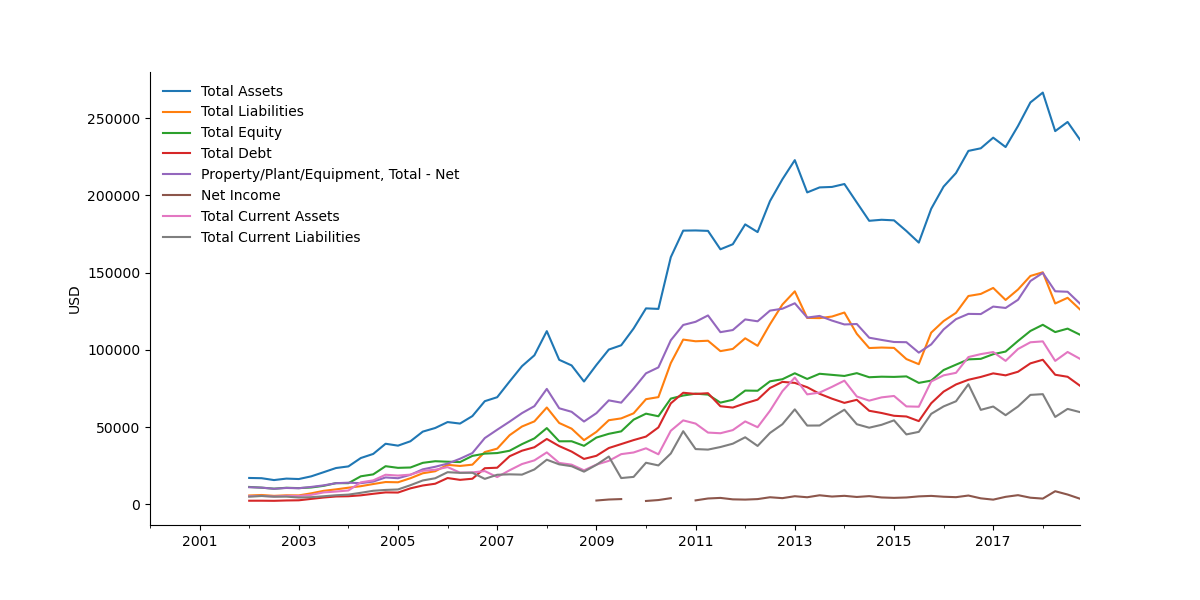 Total Assets
Total Liabilities
Total Equity
Total Debt
Property/Plant/Equipment, Total - Net
Net Income
Total Current Assets
Total Current Liabilities
USD
250000
200000
150000
100000
50000
0
2001 2003 2005 2007 2009 2011 2013 2015 2017